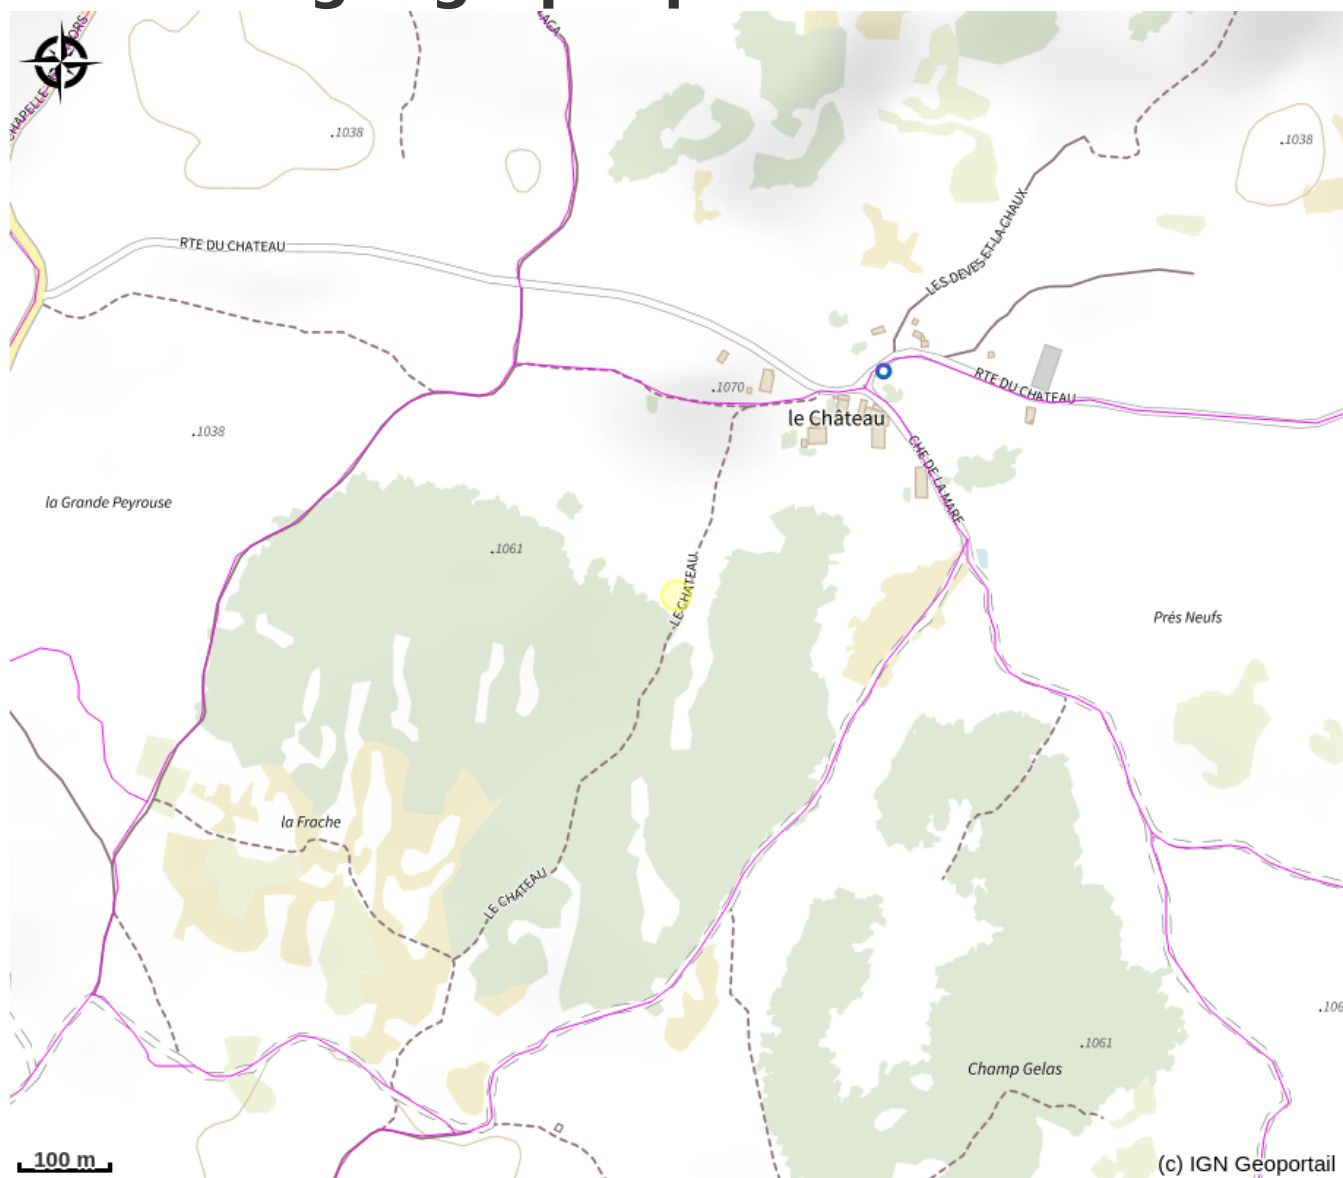 .1038
.1038
RTE DU CHATEAU
LES DEVES ET LA CHAUX
.1070
RTE DU CHATEAU
le Château
.1038
CHE DE LA MARE
la Grande Peyrouse
.1061
LE CHATEAU
Prés Neufs
la Frache
LE CHATEAU
.1061
Champ Gelas
100 m
(c) IGN Geoportail